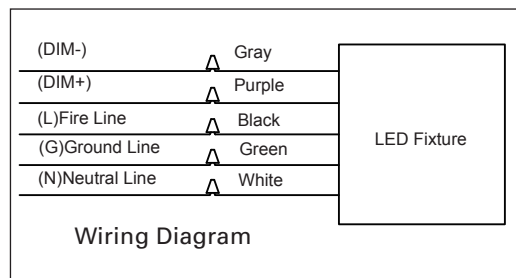 (DIM-) Gray
(DIM+) Purple
(L)Fire Line Black
(G)Ground Line Green
(N)Neutral Line White
LED Fixture
Wiring Diagram